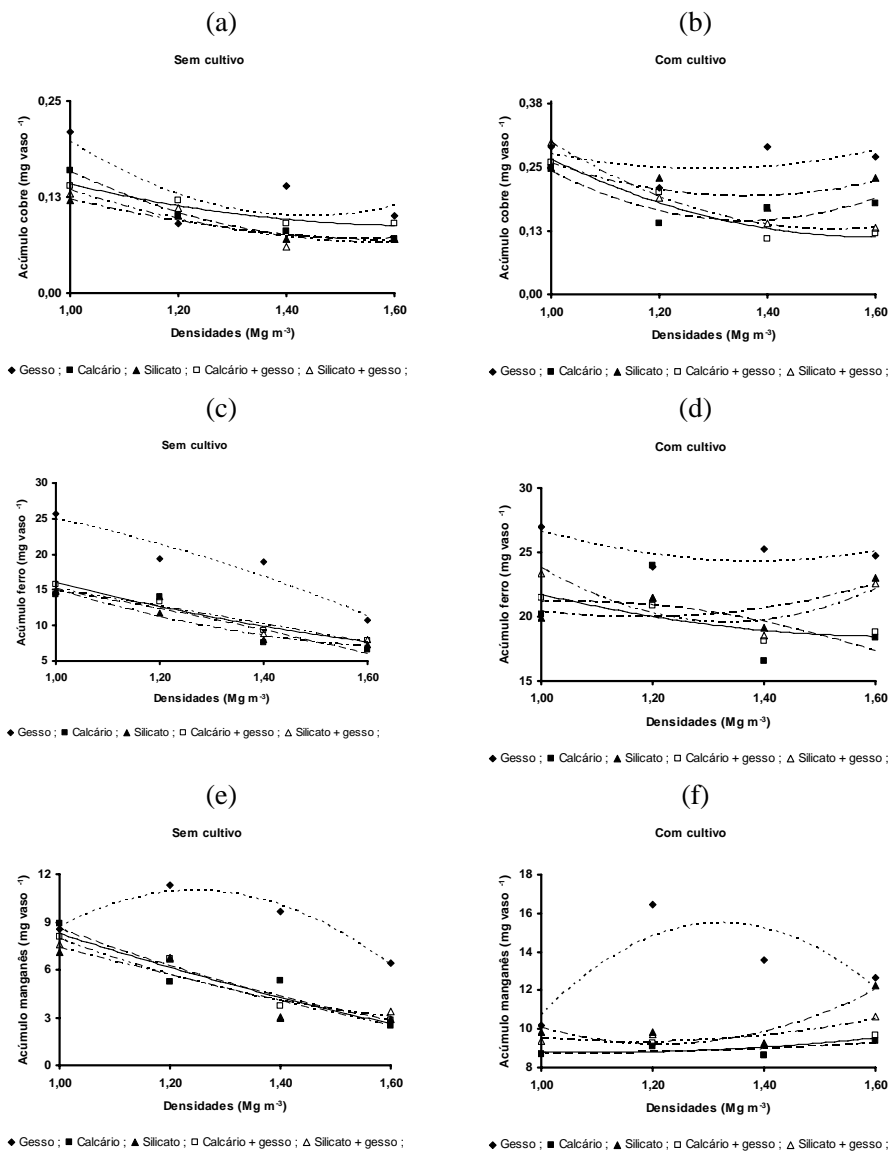 (a)
Sem cultivo
Acúmulo cobre (mg vaso ⁻¹)
0,25
0,13
0,00
1,00 1,20 1,40 1,60
Densidades (Mg m⁻³)
◆ Gesso ; ■ Calcário ; ▲ Silicato ; □ Calcário + gesso ; △ Silicato + gesso ;
(b)
Com cultivo
Acúmulo cobre (mg vaso ⁻¹)
0,38
0,25
0,13
0,00
1,00 1,20 1,40 1,60
Densidades (Mg m⁻³)
◆ Gesso ; ■ Calcário ; ▲ Silicato ; □ Calcário + gesso ; △ Silicato + gesso ;
(c)
Sem cultivo
Acúmulo ferro (mg vaso ⁻¹)
30
25
20
15
10
5
1,00 1,20 1,40 1,60
Densidades (Mg m⁻³)
◆ Gesso ; ■ Calcário ; ▲ Silicato ; □ Calcário + gesso ; △ Silicato + gesso ;
(d)
Com cultivo
Acúmulo ferro (mg vaso ⁻¹)
30
25
20
15
1,00 1,20 1,40 1,60
Densidades (Mg m⁻³)
◆ Gesso ; ■ Calcário ; ▲ Silicato ; □ Calcário + gesso ; △ Silicato + gesso ;
(e)
Sem cultivo
Acúmulo manganês (mg vaso ⁻¹)
12
9
6
3
0
1,00 1,20 1,40 1,60
Densidades (Mg m⁻³)
◆ Gesso ; ■ Calcário ; ▲ Silicato ; □ Calcário + gesso ; △ Silicato + gesso ;
(f)
Com cultivo
Acúmulo manganês (mg vaso ⁻¹)
18
16
14
12
10
8
1,00 1,20 1,40 1,60
Densidades (Mg m⁻³)
◆ Gesso ; ■ Calcário ; ▲ Silicato ; □ Calcário + gesso ; △ Silicato + gesso ;